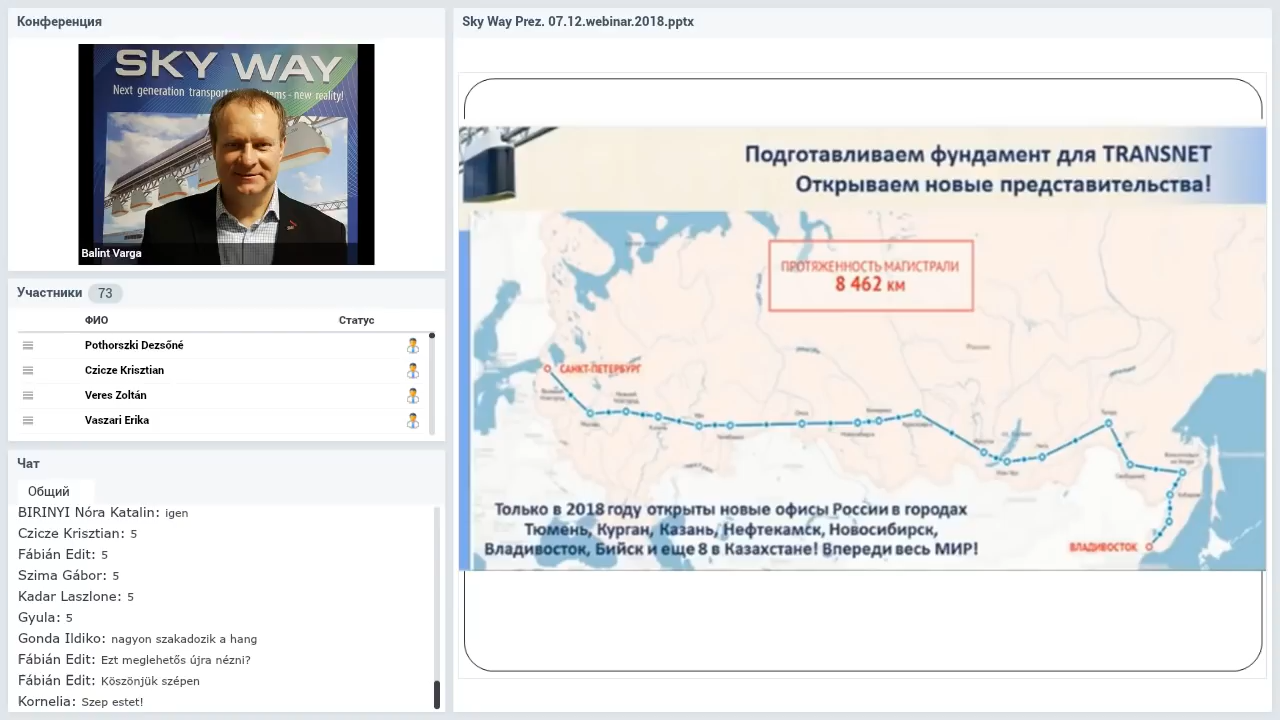 Конференция
SKY WAY
Next generation
new reality!
Balint Varga
Участники 73
ФИО Статус
Pothorszki Dezsőné
Czicze Krisztian
Veres Zoltán
Vaszari Erika
Чат
Общий
BIRINYI Nóra Katalin: igen
Czicze Krisztian: 5
Fábián Edit: 5
Szima Gábor: 5
Kadar Laszlone: 5
Gyula: 5
Gonda Ildiko: nagyon szakadozik a hang
Fábián Edit: Ezt meglehetős újra nézni?
Fábián Edit: Köszönjük szépen
Kornelia: Szep estet!
Sky Way Prez. 07.12.webinar.2018.pptx
Подготавливаем фундамент для TRANSNET
Открываем новые представительства!
ПРОТЯЖЕННОСТЬ МАГИСТРАЛИ
8 462 км
САНКТ-ПЕТЕРБУРГ
ВЛАДИВОСТОК
Только в 2018 году открыты новые офисы России в городах
Тюмень, Курган, Казань, Нефтекамск, Новосибирск,
Владивосток, Бийск и еще 8 в Казахстане! Впереди весь МИР!